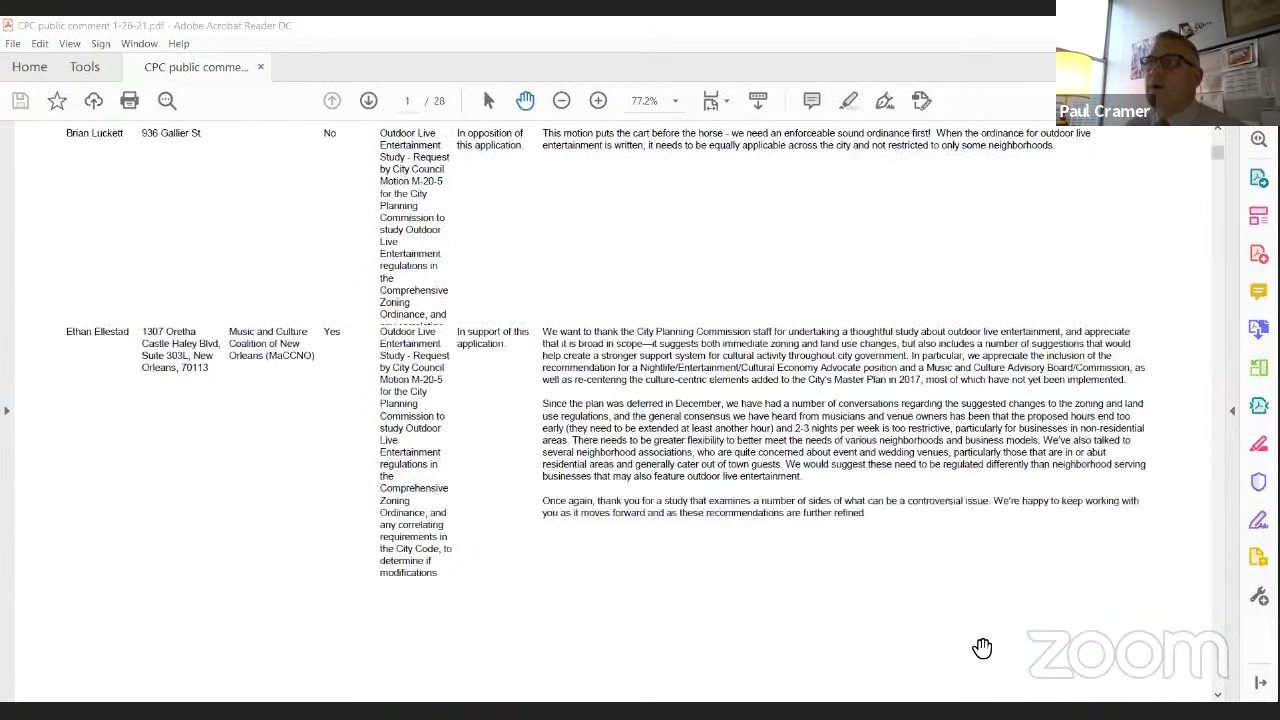 CPC public comment 1-26-21.pdf - Adobe Acrobat Reader DC
File Edit View Sign Window Help
Home Tools CPC public comme... ×
1 / 28 77.2%
Paul Cramer
Brian Luckett
936 Gallier St
No
Outdoor Live
Entertainment
Study - Request
by City Council
Motion M-20-5
for the City
Planning
Commission to
study Outdoor
Live
Entertainment
regulations in
the
Comprehensive
Zoning
Ordinance, and
In opposition of
this application.
This motion puts the cart before the horse - we need an enforceable sound ordinance first! When the ordinance for outdoor live
entertainment is written, it needs to be equally applicable across the city and not restricted to only some neighborhoods.
Ethan Ellestad
1307 Oretha
Castle Haley Blvd,
Suite 303L, New
Orleans, 70113
Music and Culture
Coalition of New
Orleans (MaCCNO)
Yes
Outdoor Live
Entertainment
Study - Request
by City Council
Motion M-20-5
for the City
Planning
Commission to
study Outdoor
Live
Entertainment
regulations in
the
Comprehensive
Zoning
Ordinance, and
any correlating
requirements in
the City Code, to
determine if
modifications
In support of this
application.
We want to thank the City Planning Commission staff for undertaking a thoughtful study about outdoor live entertainment, and appreciate
that it is broad in scope—it suggests both immediate zoning and land use changes, but also includes a number of suggestions that would
help create a stronger support system for cultural activity throughout city government. In particular, we appreciate the inclusion of the
recommendation for a Nightlife/Entertainment/Cultural Economy Advocate position and a Music and Culture Advisory Board/Commission, as
well as re-centering the culture-centric elements added to the City's Master Plan in 2017, most of which have not yet been implemented.
Since the plan was deferred in December, we have had a number of conversations regarding the suggested changes to the zoning and land
use regulations, and the general consensus we have heard from musicians and venue owners has been that the proposed hours end too
early (they need to be extended at least another hour) and 2-3 nights per week is too restrictive, particularly for businesses in non-residential
areas. There needs to be greater flexibility to better meet the needs of various neighborhoods and business models. We've also talked to
several neighborhood associations, who are quite concerned about event and wedding venues, particularly those that are in or abut
residential areas and generally cater out of town guests. We would suggest these need to be regulated differently than neighborhood serving
businesses that may also feature outdoor live entertainment.
Once again, thank you for a study that examines a number of sides of what can be a controversial issue. We're happy to keep working with
you as it moves forward and as these recommendations are further refined
zoom